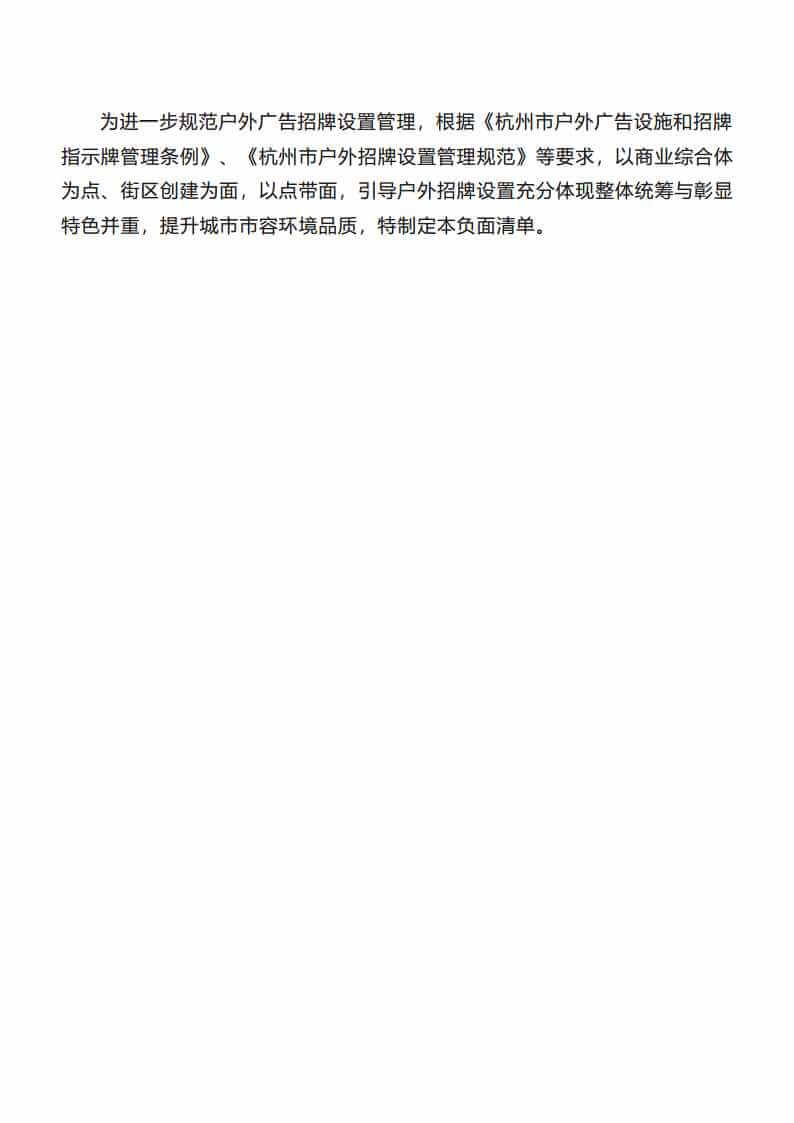 为进一步规范户外广告招牌设置管理，根据《杭州市户外广告设施和招牌
指示牌管理条例》、《杭州市户外招牌设置管理规范》等要求，以商业综合体
为点、街区创建为面，以点带面，引导户外招牌设置充分体现整体统筹与彰显
特色并重，提升城市市容环境品质，特制定本负面清单。